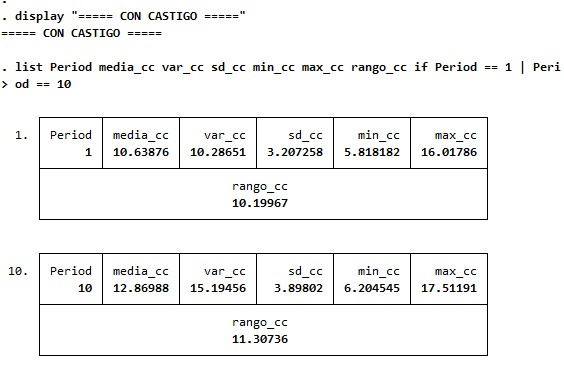 .
. display "===== CON CASTIGO ====="
===== CON CASTIGO =====
. list Period media_cc var_cc sd_cc min_cc max_cc rango_cc if Period == 1 | Peri
> od == 10
1. Period media_cc var_cc sd_cc min_cc max_cc
1 10.63876 10.28651 3.207258 5.818182 16.01786
rango_cc
10.19967
10. Period media_cc var_cc sd_cc min_cc max_cc
10 12.86988 15.19456 3.89802 6.204545 17.51191
rango_cc
11.30736